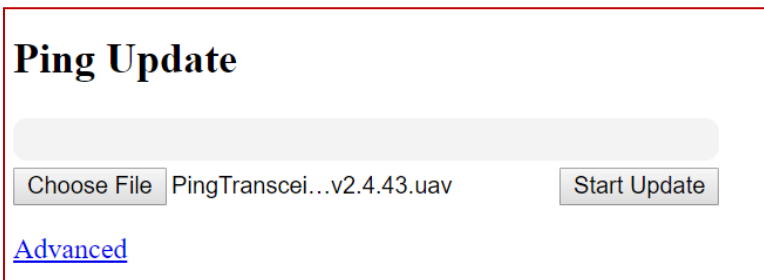 Ping Update
Choose File PingTranscei…v2.4.43.uav Start Update
Advanced